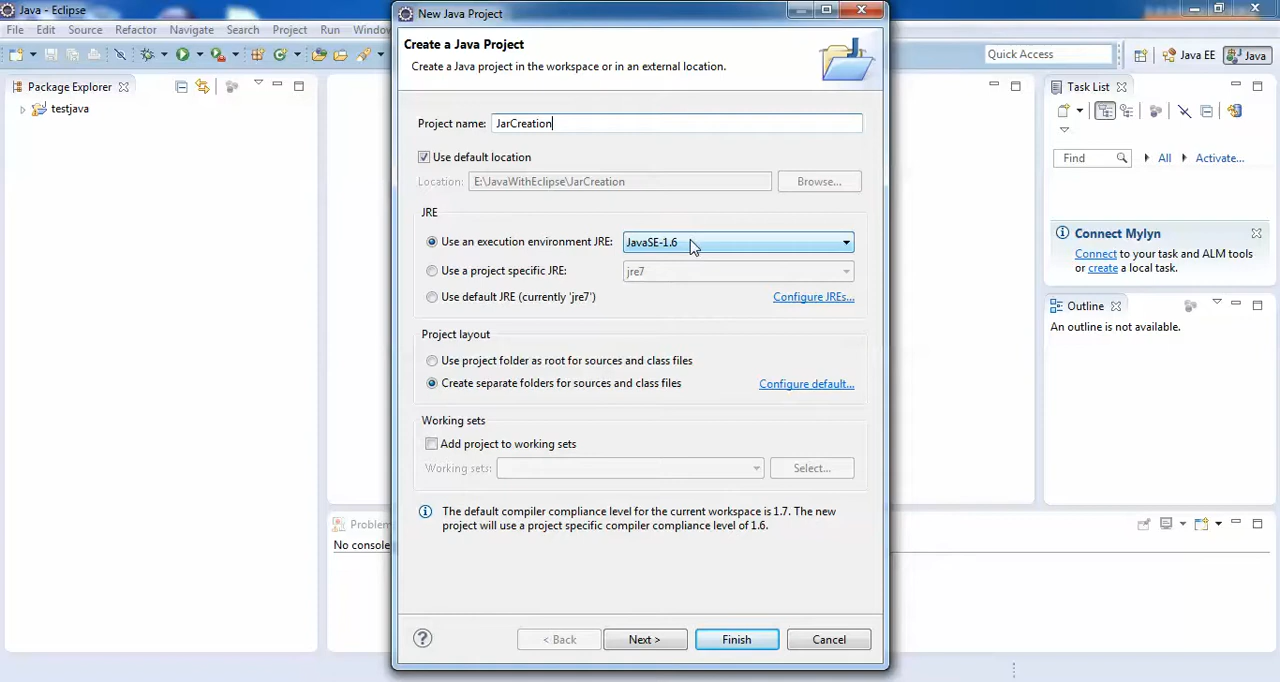 Java - Eclipse
File Edit Source Refactor Navigate Search Project Run Window
Quick Access
Java EE
Java
Package Explorer
testjava
New Java Project
Create a Java Project
Create a Java project in the workspace or in an external location.
Project name: JarCreation
Use default location
Location: E:\JavaWithEclipse\JarCreation Browse...
JRE
Use an execution environment JRE: JavaSE-1.6
Use a project specific JRE: jre7
Use default JRE (currently 'jre7') Configure JREs...
Project layout
Use project folder as root for sources and class files
Create separate folders for sources and class files Configure default...
Working sets
Add project to working sets
Working sets: Select...
The default compiler compliance level for the current workspace is 1.7. The new
project will use a project specific compiler compliance level of 1.6.
? < Back Next > Finish Cancel
Problem
No console
Task List
Find All Activate...
Connect Mylyn
Connect to your task and ALM tools
or create a local task.
Outline
An outline is not available.